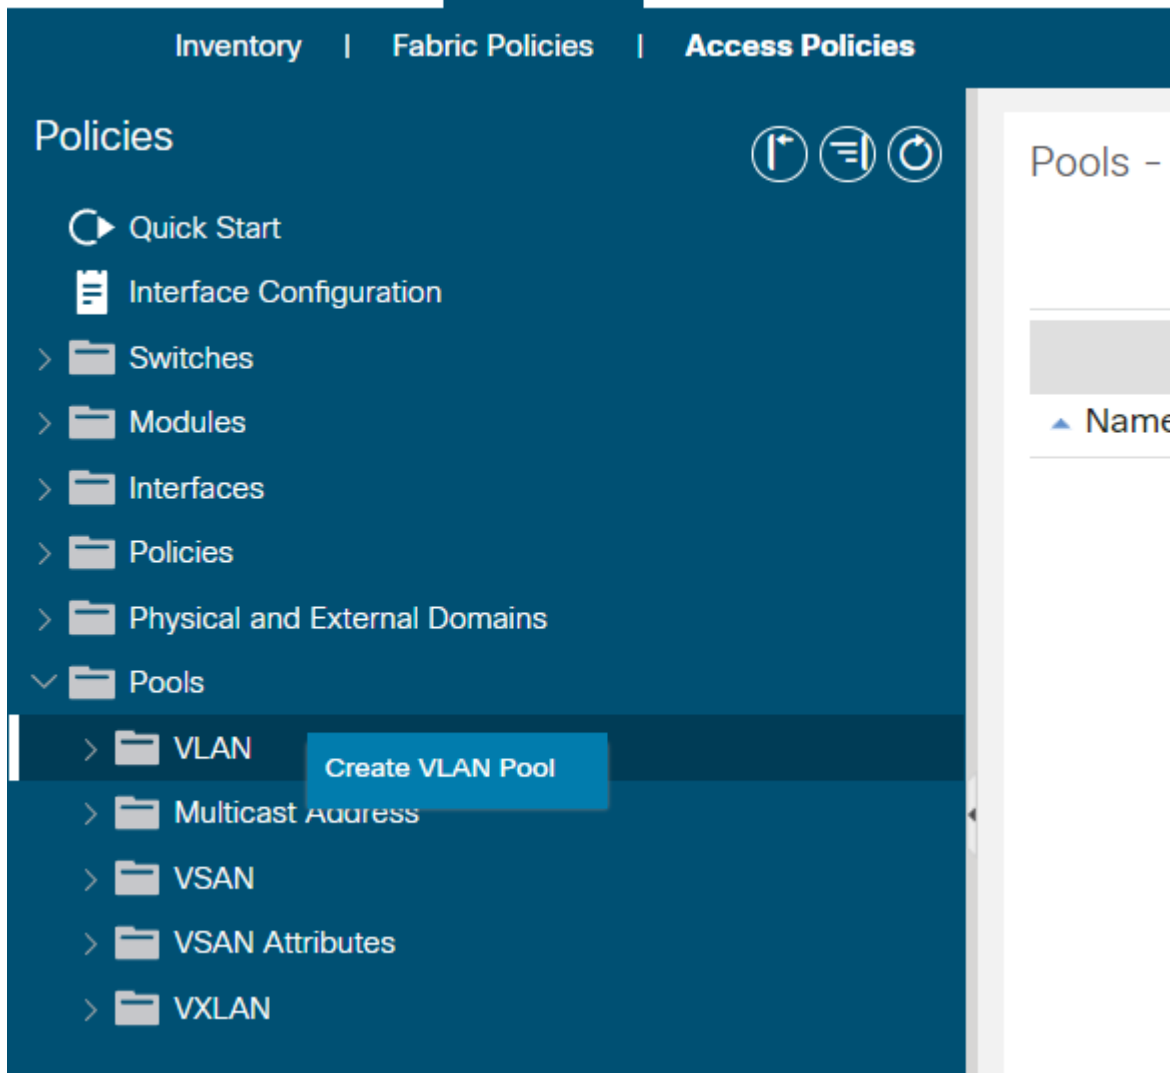 Inventory | Fabric Policies | Access Policies
Policies
Quick Start
Interface Configuration
Switches
Modules
Interfaces
Policies
Physical and External Domains
Pools
VLAN
Create VLAN Pool
Multicast Address
VSAN
VSAN Attributes
VXLAN
Pools -
Name